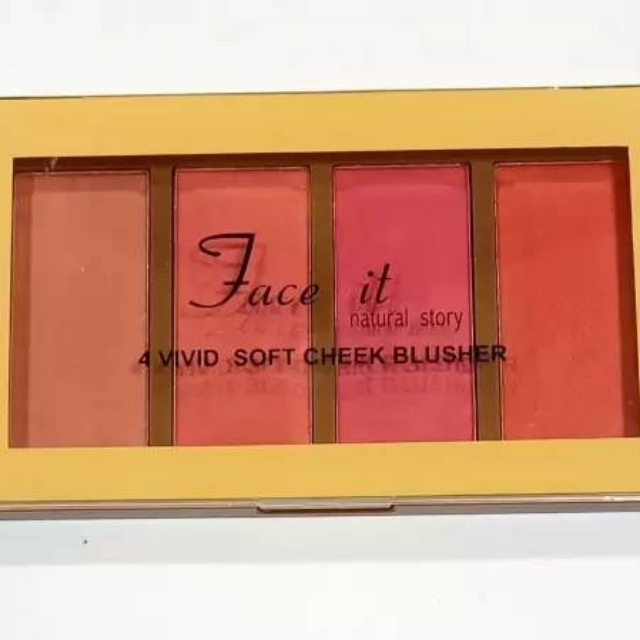 Face it
natural story
4 VIVID SOFT CHEEK BLUSHER